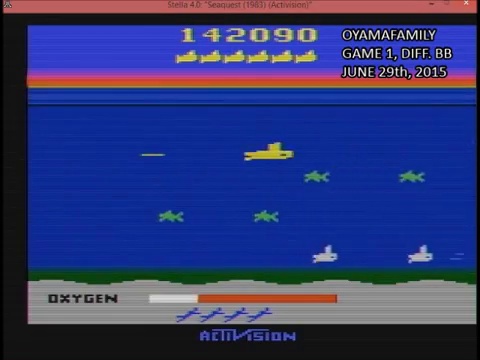 Stella 4.0: "Seaquest (1983) (Activision)"
142090
OYAMAFAMILY
GAME 1, DIFF. BB
JUNE 29th, 2015
OXYGEN
ACTIVISION